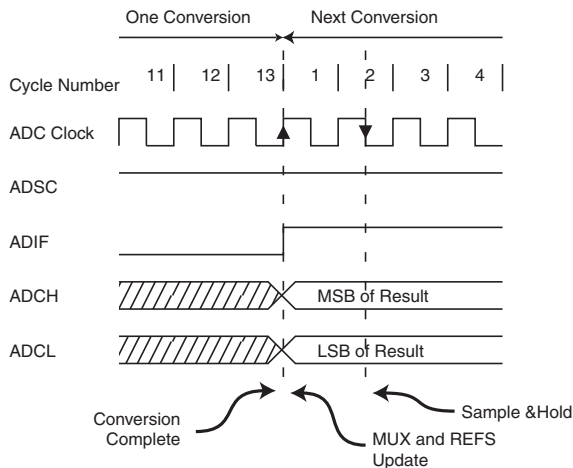 One Conversion Next Conversion
Cycle Number 11 12 13 1 2 3 4
ADC Clock
ADSC
ADIF
ADCH MSB of Result
ADCL LSB of Result
Conversion
Complete
MUX and REFS
Update
Sample &Hold